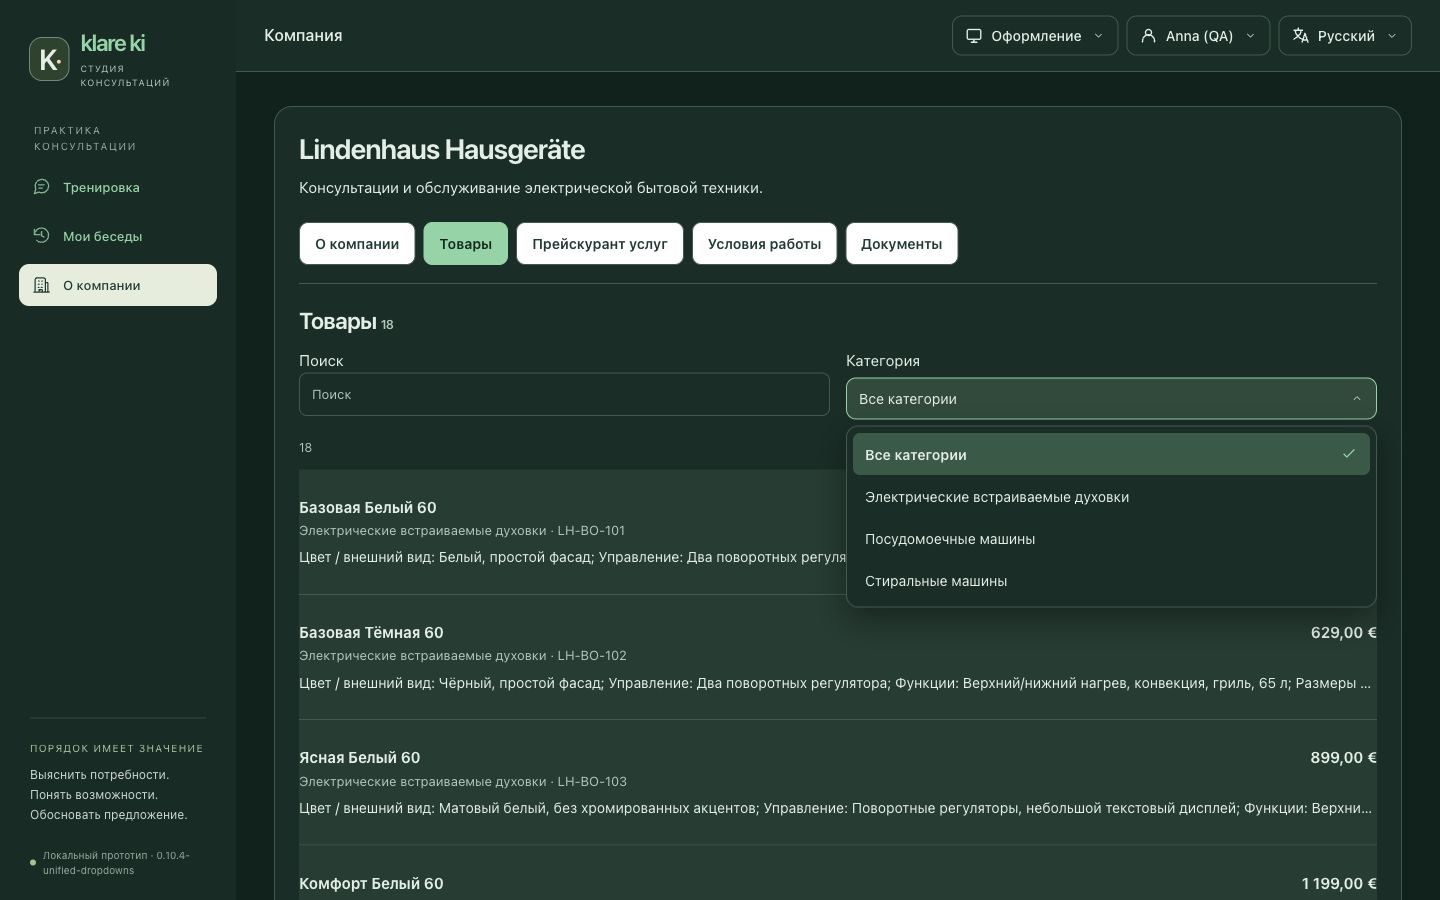 K
klare ki
СТУДИЯ
КОНСУЛЬТАЦИЙ
ПРАКТИКА
КОНСУЛЬТАЦИИ
Тренировка
Мои беседы
О компании
ПОРЯДОК ИМЕЕТ ЗНАЧЕНИЕ
Выяснить потребности.
Понять возможности.
Обосновать предложение.
Локальный прототип · 0.10.4-
unified-dropdowns
Компания
Оформление
Anna (QA)
Русский
Lindenhaus Hausgeräte
Консультации и обслуживание электрической бытовой техники.
О компании
Товары
Прейскурант услуг
Условия работы
Документы
Товары 18
Поиск
Поиск
Категория
Все категории
Все категории
Электрические встраиваемые духовки
Посудомоечные машины
Стиральные машины
18
Базовая Белый 60
Электрические встраиваемые духовки · LH-BO-101
Цвет / внешний вид: Белый, простой фасад; Управление: Два поворотных регуля
Базовая Тёмная 60 629,00 €
Электрические встраиваемые духовки · LH-BO-102
Цвет / внешний вид: Чёрный, простой фасад; Управление: Два поворотных регулятора; Функции: Верхний/нижний нагрев, конвекция, гриль, 65 л; Размеры ...
Ясная Белый 60 899,00 €
Электрические встраиваемые духовки · LH-BO-103
Цвет / внешний вид: Матовый белый, без хромированных акцентов; Управление: Поворотные регуляторы, небольшой текстовый дисплей; Функции: Верхни...
Комфорт Белый 60 1 199,00 €